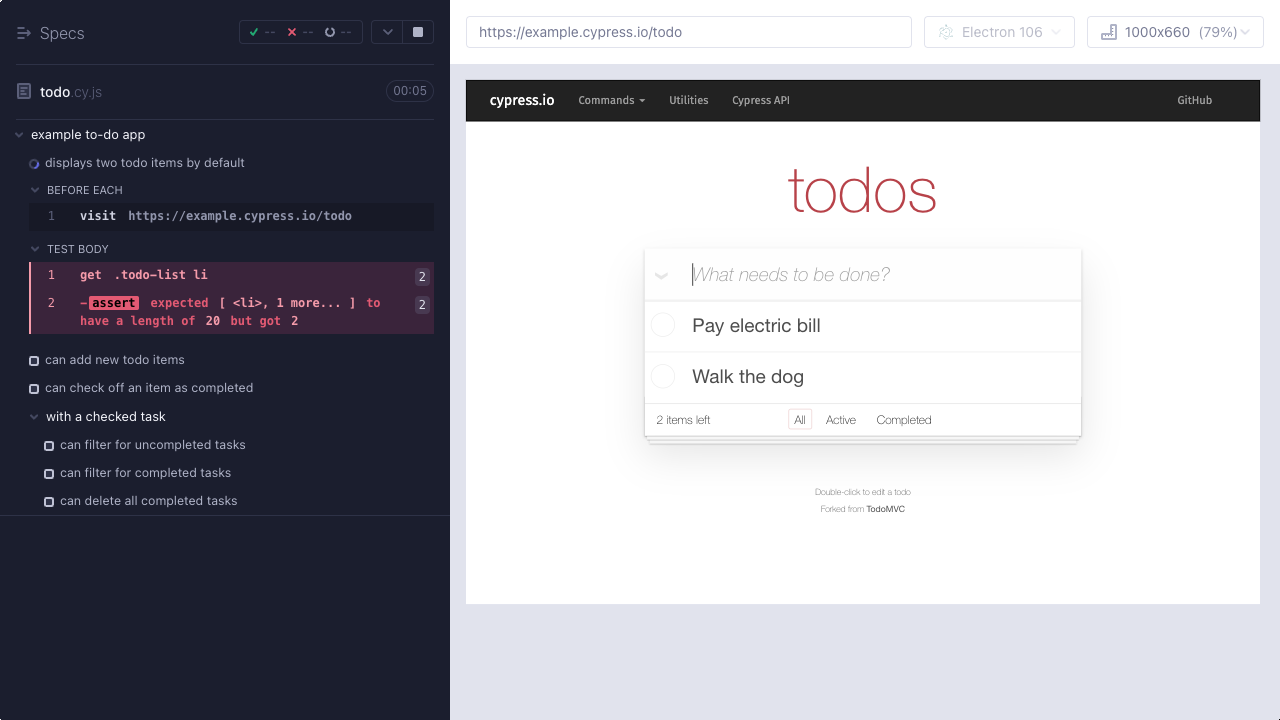 Specs
-- -- --
todo.cy.js
00:05
example to-do app
displays two todo items by default
BEFORE EACH
1 visit https://example.cypress.io/todo
TEST BODY
1 get .todo-list li 2
2 -assert expected [ <li>, 1 more... ] to 2
have a length of 20 but got 2
can add new todo items
can check off an item as completed
with a checked task
can filter for uncompleted tasks
can filter for completed tasks
can delete all completed tasks
https://example.cypress.io/todo
Electron 106
1000x660 (79%)
cypress.io Commands Utilities Cypress API GitHub
todos
What needs to be done?
Pay electric bill
Walk the dog
2 items left All Active Completed
Double-click to edit a todo
Forked from TodoMVC